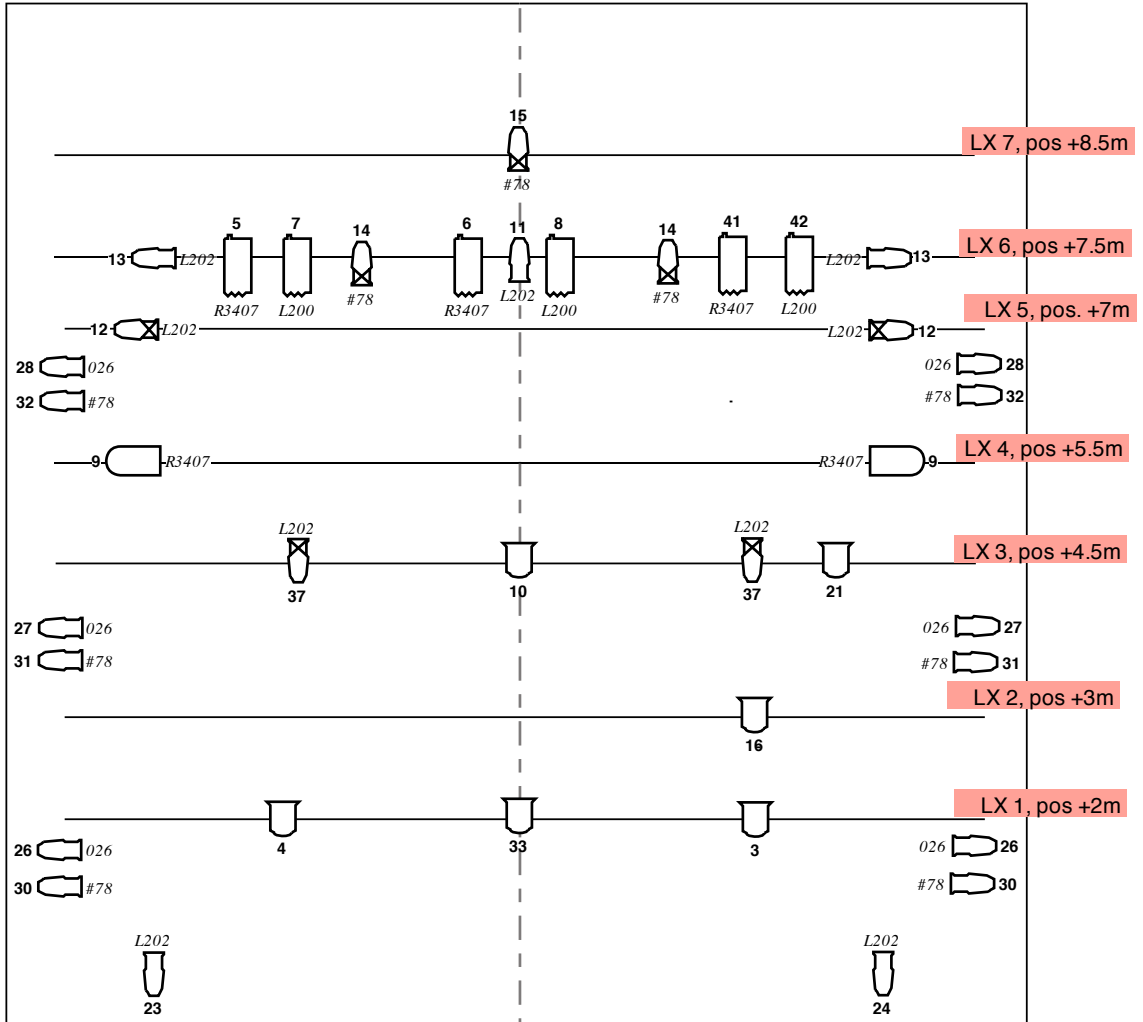 15
LX 7, pos +8.5m
#78
5 7 14 6 11 8 14 41 42
LX 6, pos +7.5m
13 L202 L202 13
#78 L202 #78
R3407 L200 R3407 L200 R3407 L200
LX 5, pos. +7m
12 L202 L202 12
28 026 026 28
32 #78 #78 32
LX 4, pos +5.5m
9 R3407 R3407 9
L202 L202
LX 3, pos +4.5m
37 10 37 21
27 026 026 27
31 #78 #78 31
LX 2, pos +3m
16
LX 1, pos +2m
4 33 3
26 026 026 26
30 #78 #78 30
L202 L202
23 24